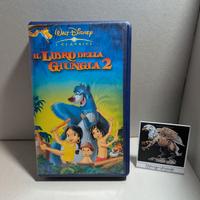 WALT DISNEY
I CLASSICI
IL LIBRO DELLA
GIUNGLA 2